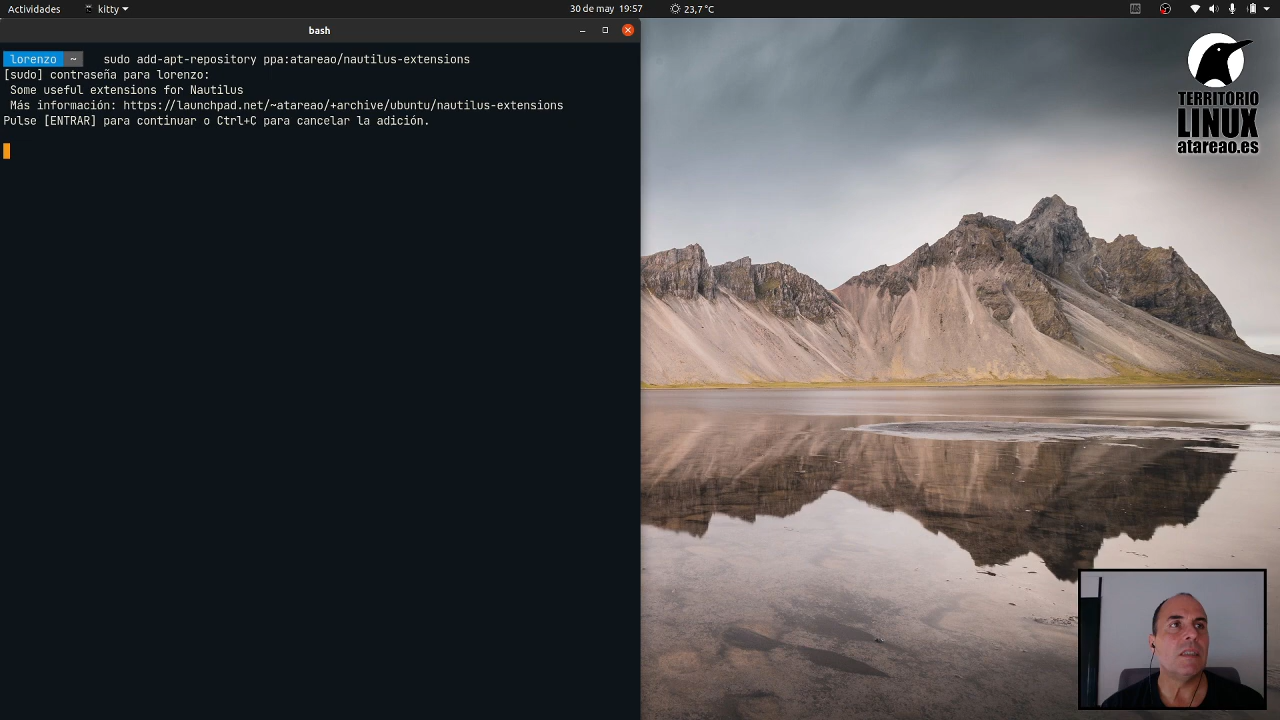 Actividades
kitty
30 de may 19:57
23,7 °C
bash
lorenzo ~ sudo add-apt-repository ppa:atareao/nautilus-extensions
[sudo] contraseña para lorenzo:
Some useful extensions for Nautilus
Más información: https://launchpad.net/~atareao/+archive/ubuntu/nautilus-extensions
Pulse [ENTRAR] para continuar o Ctrl+C para cancelar la adición.
TERRITORIO
LINUX
atareao.es